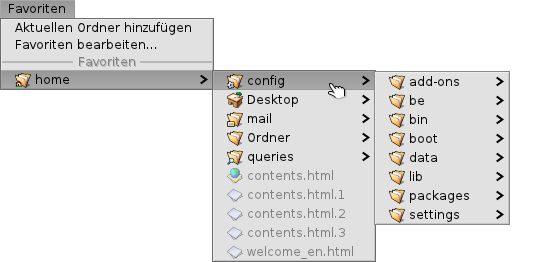 Favoriten
Aktuellen Ordner hinzufügen
Favoriten bearbeiten...
Favoriten
home
config
Desktop
mail
Ordner
queries
contents.html
contents.html.1
contents.html.2
contents.html.3
welcome_en.html
add-ons
be
bin
boot
data
lib
packages
settings